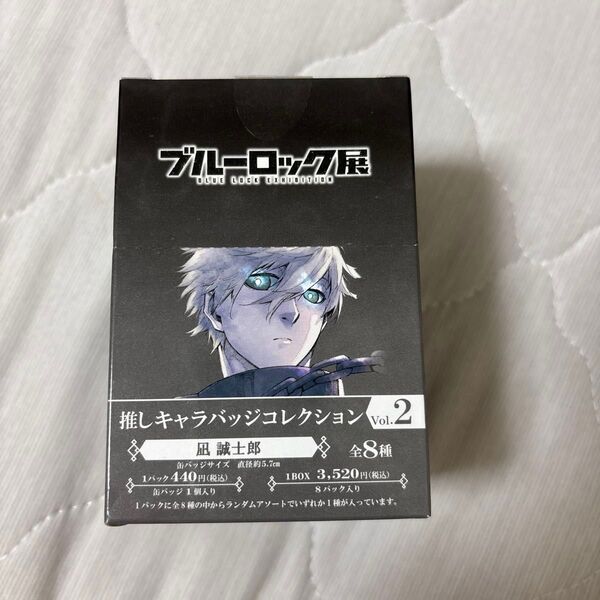 ブルーロック展
BLUE LOCK EXHIBITION
推しキャラバッジコレクション Vol.2
凪 誠士郎 全8種
缶バッジサイズ 直径約5.7cm
1パック440円(税込) 1BOX 3,520円(税込)
缶バッジ1個入り 8パック入り
1パックに全8種の中からランダムアソートでいずれか1種が入っています。